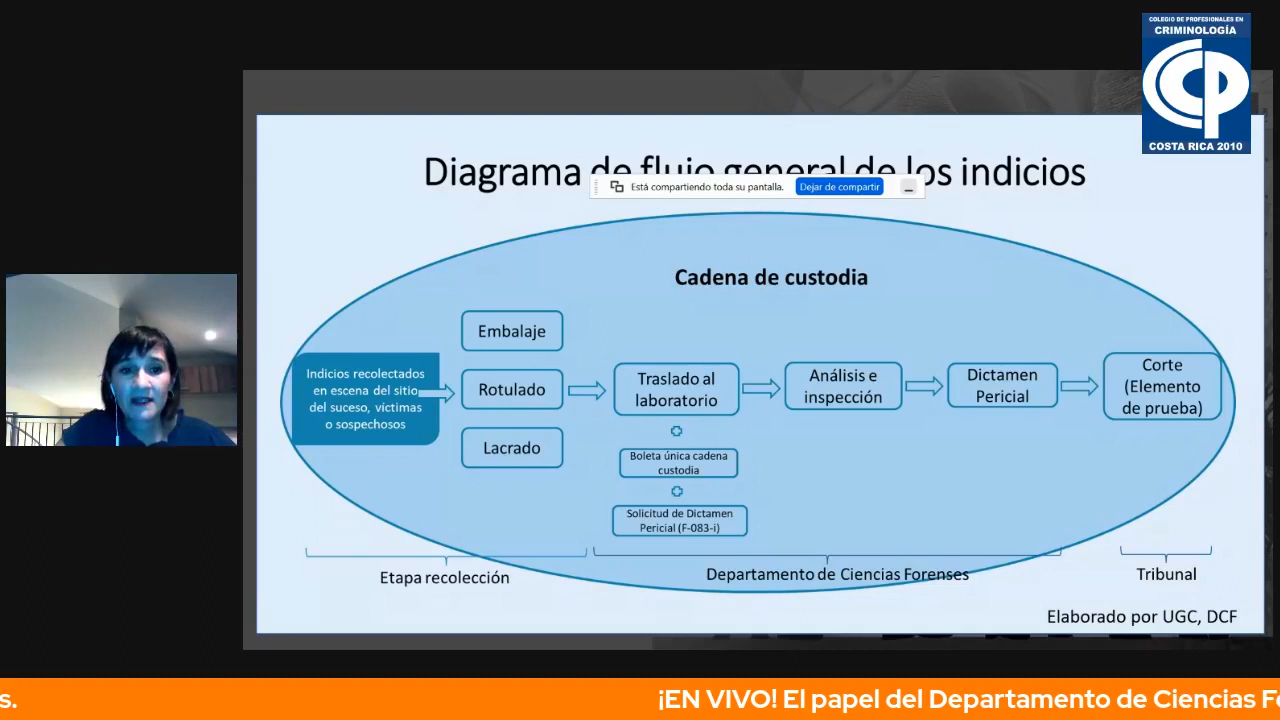 COLEGIO DE PROFESIONALES EN
CRIMINOLOGÍA
COSTA RICA 2010
Diagrama de flujo general de los indicios
Está compartiendo toda su pantalla.
Dejar de compartir
Cadena de custodia
Indicios recolectados
en escena del sitio
del suceso, víctimas
o sospechosos
Embalaje
Rotulado
Lacrado
Traslado al
laboratorio
Boleta única cadena
custodia
Solicitud de Dictamen
Pericial (F-083-i)
Análisis e
inspección
Dictamen
Pericial
Corte
(Elemento
de prueba)
Etapa recolección
Departamento de Ciencias Forenses
Tribunal
Elaborado por UGC, DCF
s.
¡EN VIVO! El papel del Departamento de Ciencias Fo